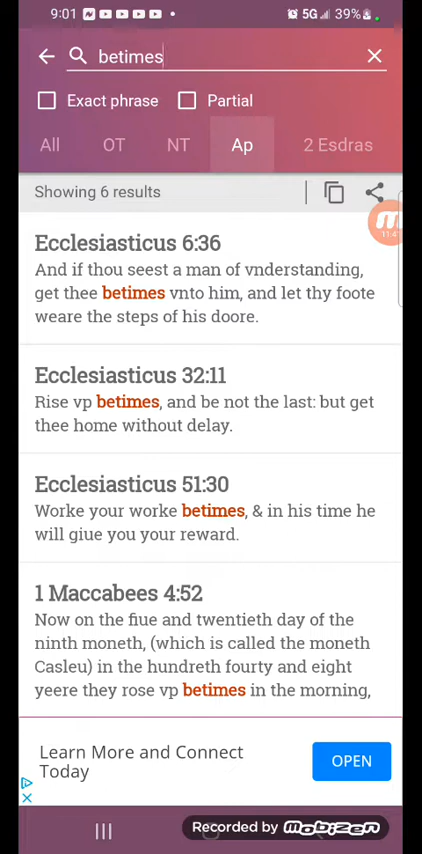 9:01 5G 39%
betimes
Exact phrase Partial
All OT NT Ap 2 Esdras
Showing 6 results
11:41
Ecclesiasticus 6:36
And if thou seest a man of vnderstanding,
get thee betimes vnto him, and let thy foote
weare the steps of his doore.
Ecclesiasticus 32:11
Rise vp betimes, and be not the last: but get
thee home without delay.
Ecclesiasticus 51:30
Worke your worke betimes, & in his time he
will giue you your reward.
1 Maccabees 4:52
Now on the fiue and twentieth day of the
ninth moneth, (which is called the moneth
Casleu) in the hundreth fourty and eight
yeere they rose vp betimes in the morning,
Learn More and Connect
Today
OPEN
Recorded by mobizen